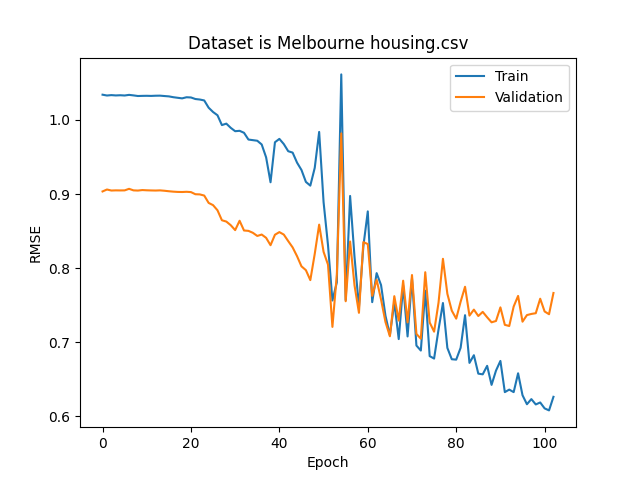 Dataset is Melbourne housing.csv
Train
Validation
1.0
0.9
0.8
0.7
0.6
RMSE
0 20 40 60 80 100
Epoch